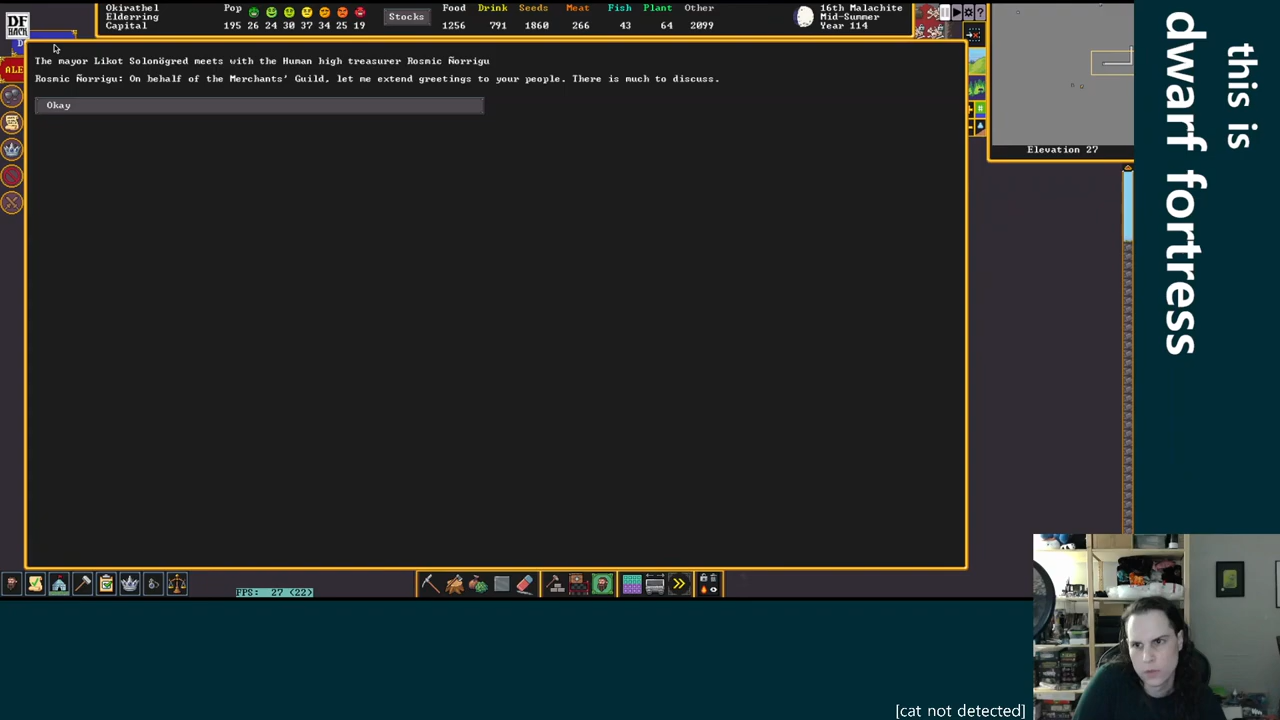 DF
HACK
Okirathel
Elderring
Capital
Pop
195 26 24 30 37 34 25 19
Stocks
Food Drink Seeds Meat Fish Plant Other
1256 791 1860 266 43 64 2099
16th Malachite
Mid-Summer
Year 114
D
ALE
The mayor Likot Solonögred meets with the Human high treasurer Rosmic Ñorrigu
Rosmic Ñorrigu: On behalf of the Merchants' Guild, let me extend greetings to your people. There is much to discuss.
Okay
Elevation 27
this is
dwarf fortress
FPS: 27 (22)
[cat not detected]